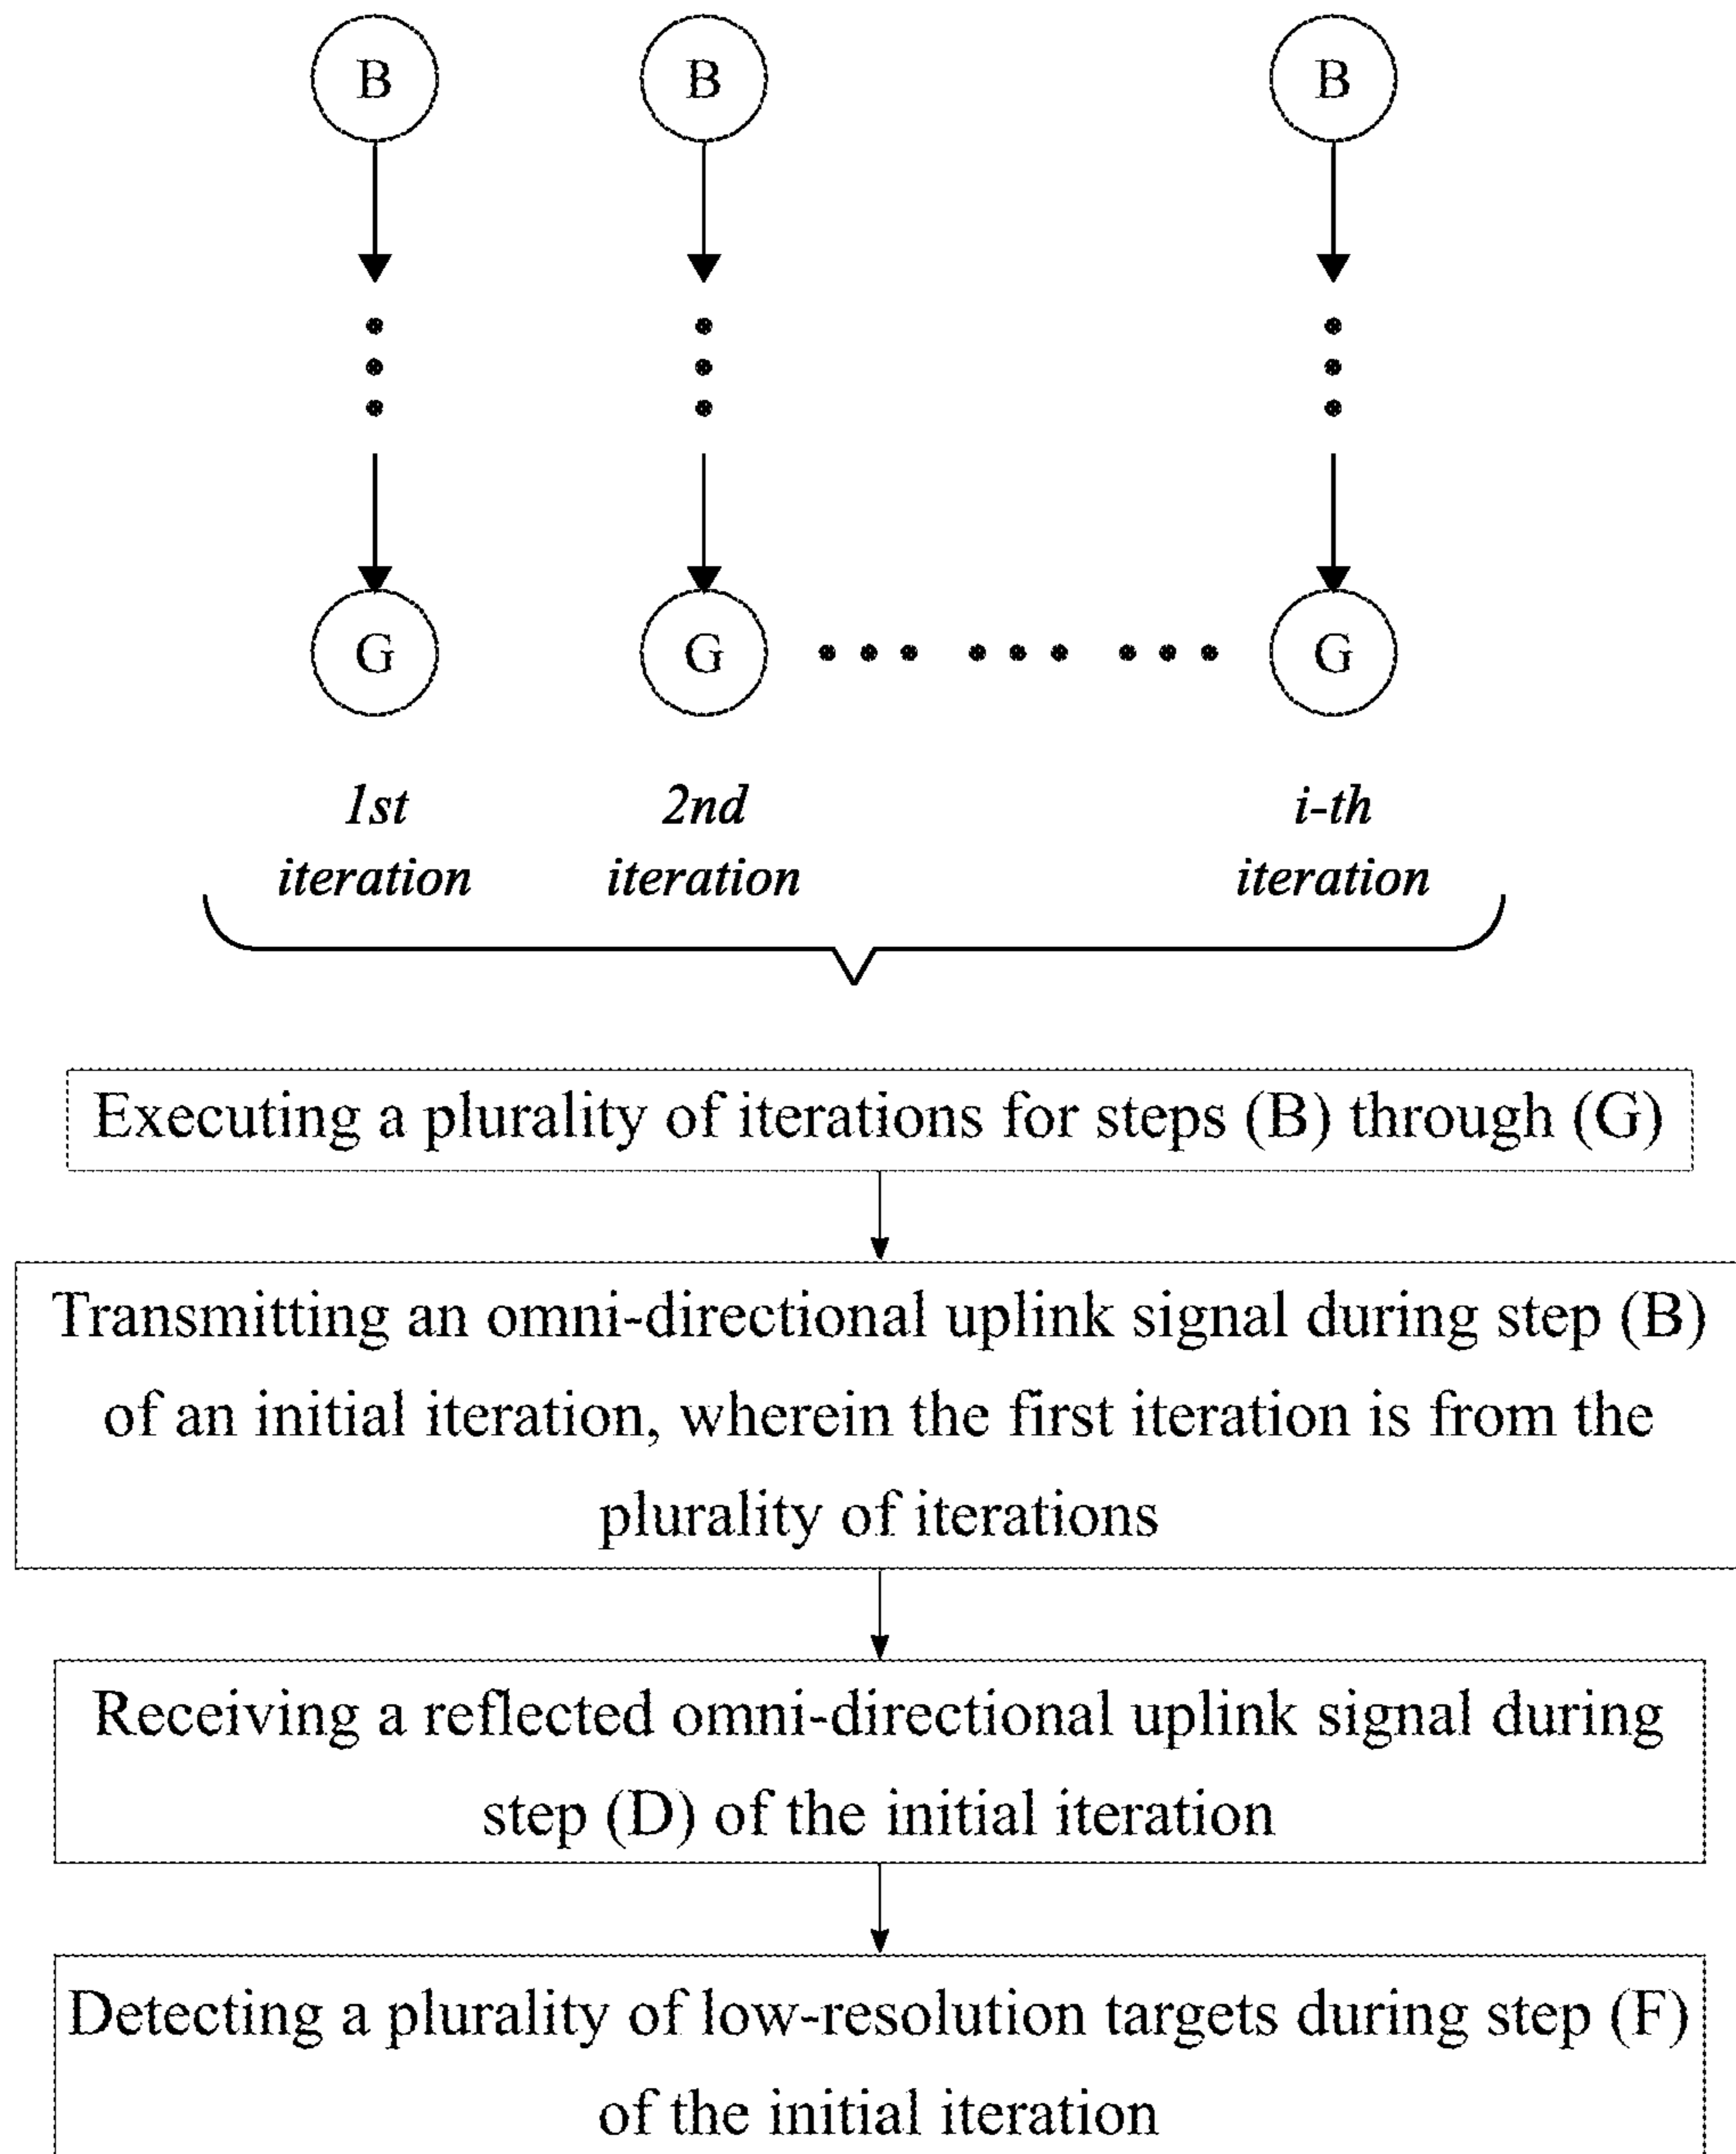 B B B
G G G
1st 2nd i-th
iteration iteration iteration
Executing a plurality of iterations for steps (B) through (G)
Transmitting an omni-directional uplink signal during step (B)
of an initial iteration, wherein the first iteration is from the
plurality of iterations
Receiving a reflected omni-directional uplink signal during
step (D) of the initial iteration
Detecting a plurality of low-resolution targets during step (F)
of the initial iteration